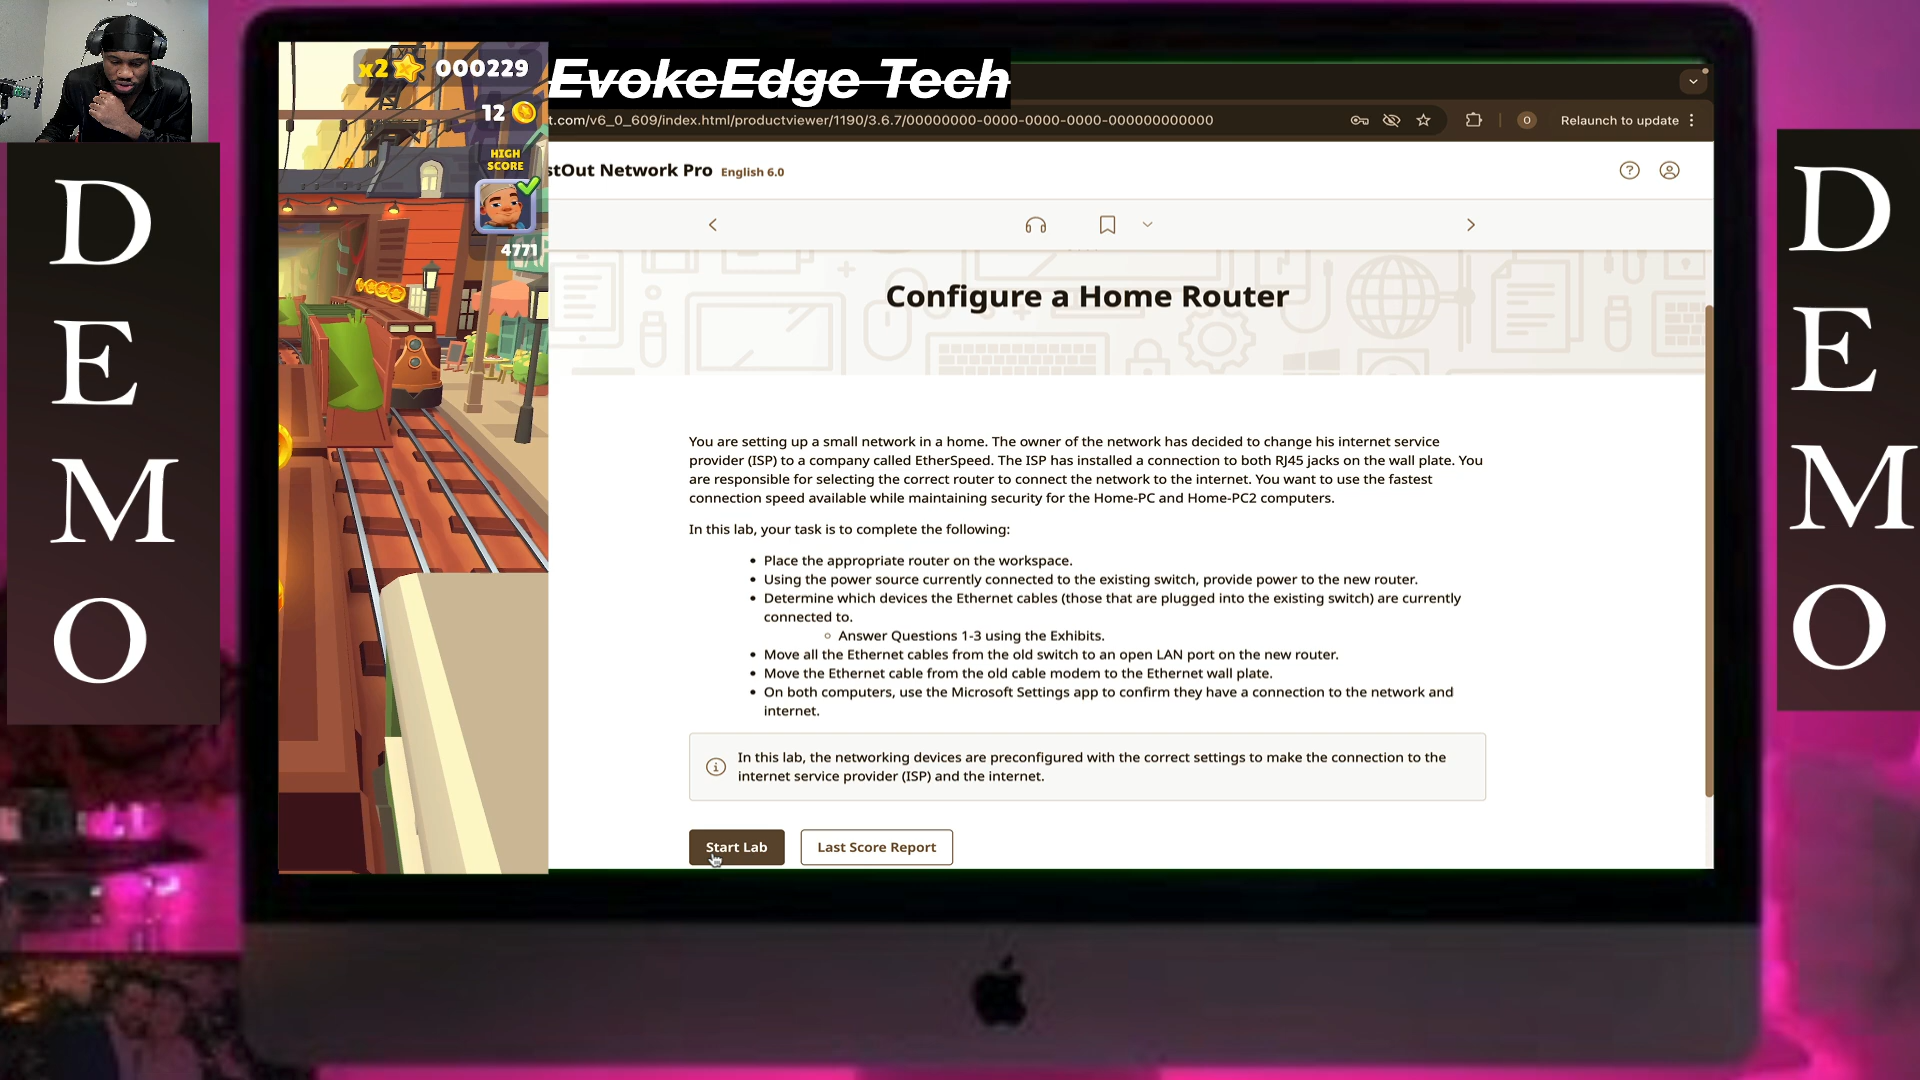 x2 000229
12
HIGH
SCORE
4771
EvokeEdge Tech
t.com/v6_0_609/index.html/productviewer/1190/3.6.7/00000000-0000-0000-0000-000000000000
0
Relaunch to update
stOut Network Pro English 6.0
Configure a Home Router
You are setting up a small network in a home. The owner of the network has decided to change his internet service
provider (ISP) to a company called EtherSpeed. The ISP has installed a connection to both RJ45 jacks on the wall plate. You
are responsible for selecting the correct router to connect the network to the internet. You want to use the fastest
connection speed available while maintaining security for the Home-PC and Home-PC2 computers.
In this lab, your task is to complete the following:
• Place the appropriate router on the workspace.
• Using the power source currently connected to the existing switch, provide power to the new router.
• Determine which devices the Ethernet cables (those that are plugged into the existing switch) are currently
connected to.
◦ Answer Questions 1-3 using the Exhibits.
• Move all the Ethernet cables from the old switch to an open LAN port on the new router.
• Move the Ethernet cable from the old cable modem to the Ethernet wall plate.
• On both computers, use the Microsoft Settings app to confirm they have a connection to the network and
internet.
In this lab, the networking devices are preconfigured with the correct settings to make the connection to the
internet service provider (ISP) and the internet.
Start Lab
Last Score Report
D
E
M
O
D
E
M
O